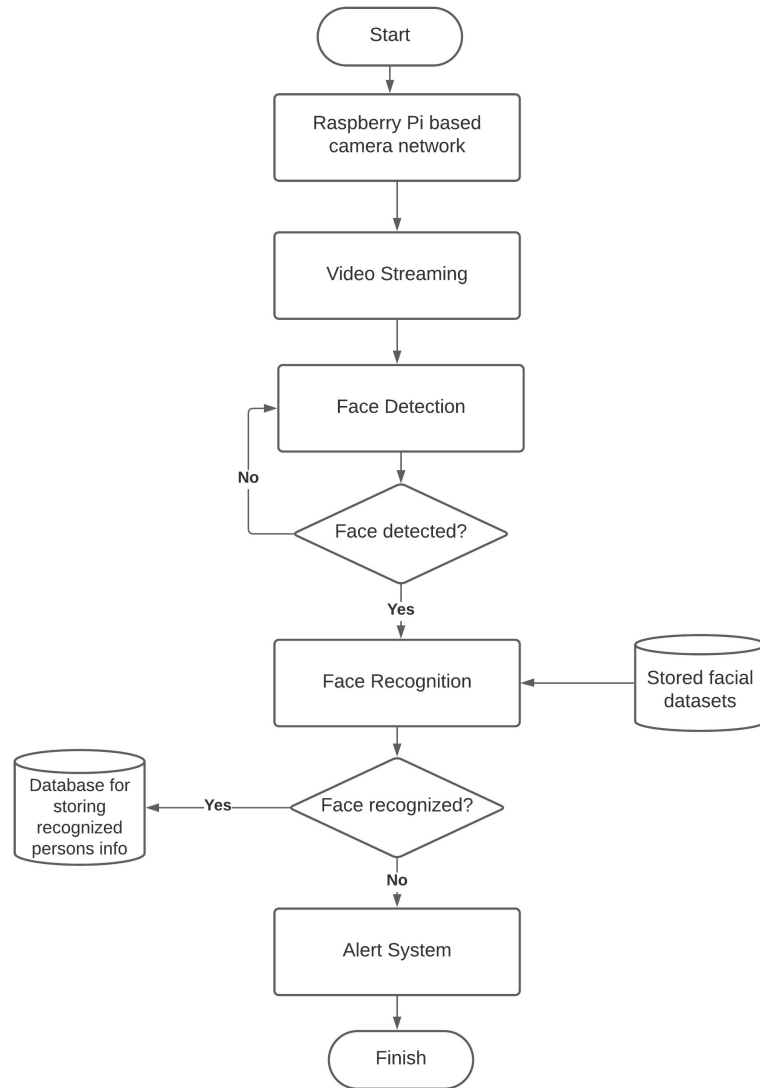 Start
Raspberry Pi based
camera network
Video Streaming
Face Detection
No
Face detected?
Yes
Face Recognition
Stored facial
datasets
Database for
storing
recognized
persons info
Yes
Face recognized?
No
Alert System
Finish